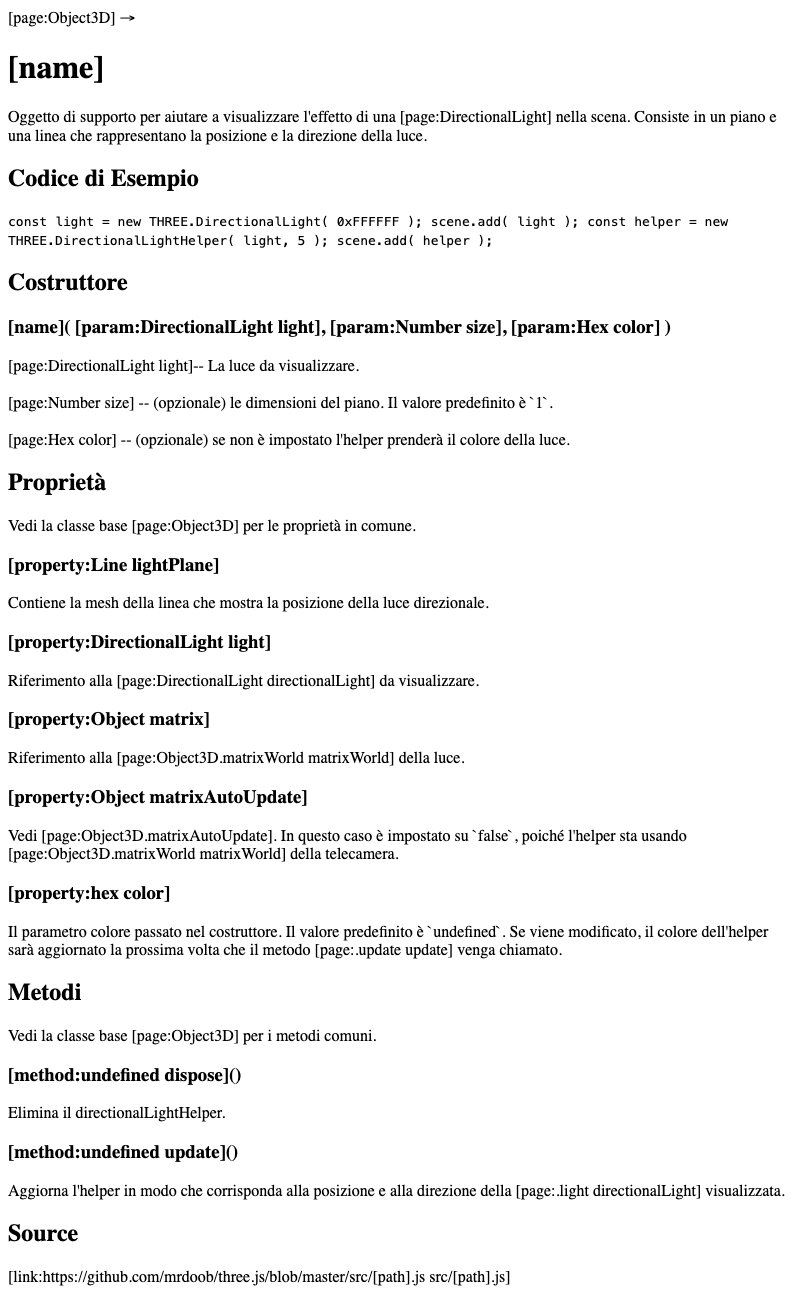 [page:Object3D] →
[name]
Oggetto di supporto per aiutare a visualizzare l'effetto di una [page:DirectionalLight] nella scena. Consiste in un piano e
una linea che rappresentano la posizione e la direzione della luce.
Codice di Esempio
const light = new THREE.DirectionalLight( 0xFFFFFF ); scene.add( light ); const helper = new
THREE.DirectionalLightHelper( light, 5 ); scene.add( helper );
Costruttore
[name]( [param:DirectionalLight light], [param:Number size], [param:Hex color] )
[page:DirectionalLight light]-- La luce da visualizzare.
[page:Number size] -- (opzionale) le dimensioni del piano. Il valore predefinito è `1`.
[page:Hex color] -- (opzionale) se non è impostato l'helper prenderà il colore della luce.
Proprietà
Vedi la classe base [page:Object3D] per le proprietà in comune.
[property:Line lightPlane]
Contiene la mesh della linea che mostra la posizione della luce direzionale.
[property:DirectionalLight light]
Riferimento alla [page:DirectionalLight directionalLight] da visualizzare.
[property:Object matrix]
Riferimento alla [page:Object3D.matrixWorld matrixWorld] della luce.
[property:Object matrixAutoUpdate]
Vedi [page:Object3D.matrixAutoUpdate]. In questo caso è impostato su `false`, poiché l'helper sta usando
[page:Object3D.matrixWorld matrixWorld] della telecamera.
[property:hex color]
Il parametro colore passato nel costruttore. Il valore predefinito è `undefined`. Se viene modificato, il colore dell'helper
sarà aggiornato la prossima volta che il metodo [page:.update update] venga chiamato.
Metodi
Vedi la classe base [page:Object3D] per i metodi comuni.
[method:undefined dispose]()
Elimina il directionalLightHelper.
[method:undefined update]()
Aggiorna l'helper in modo che corrisponda alla posizione e alla direzione della [page:.light directionalLight] visualizzata.
Source
[link:https://github.com/mrdoob/three.js/blob/master/src/[path].js src/[path].js]